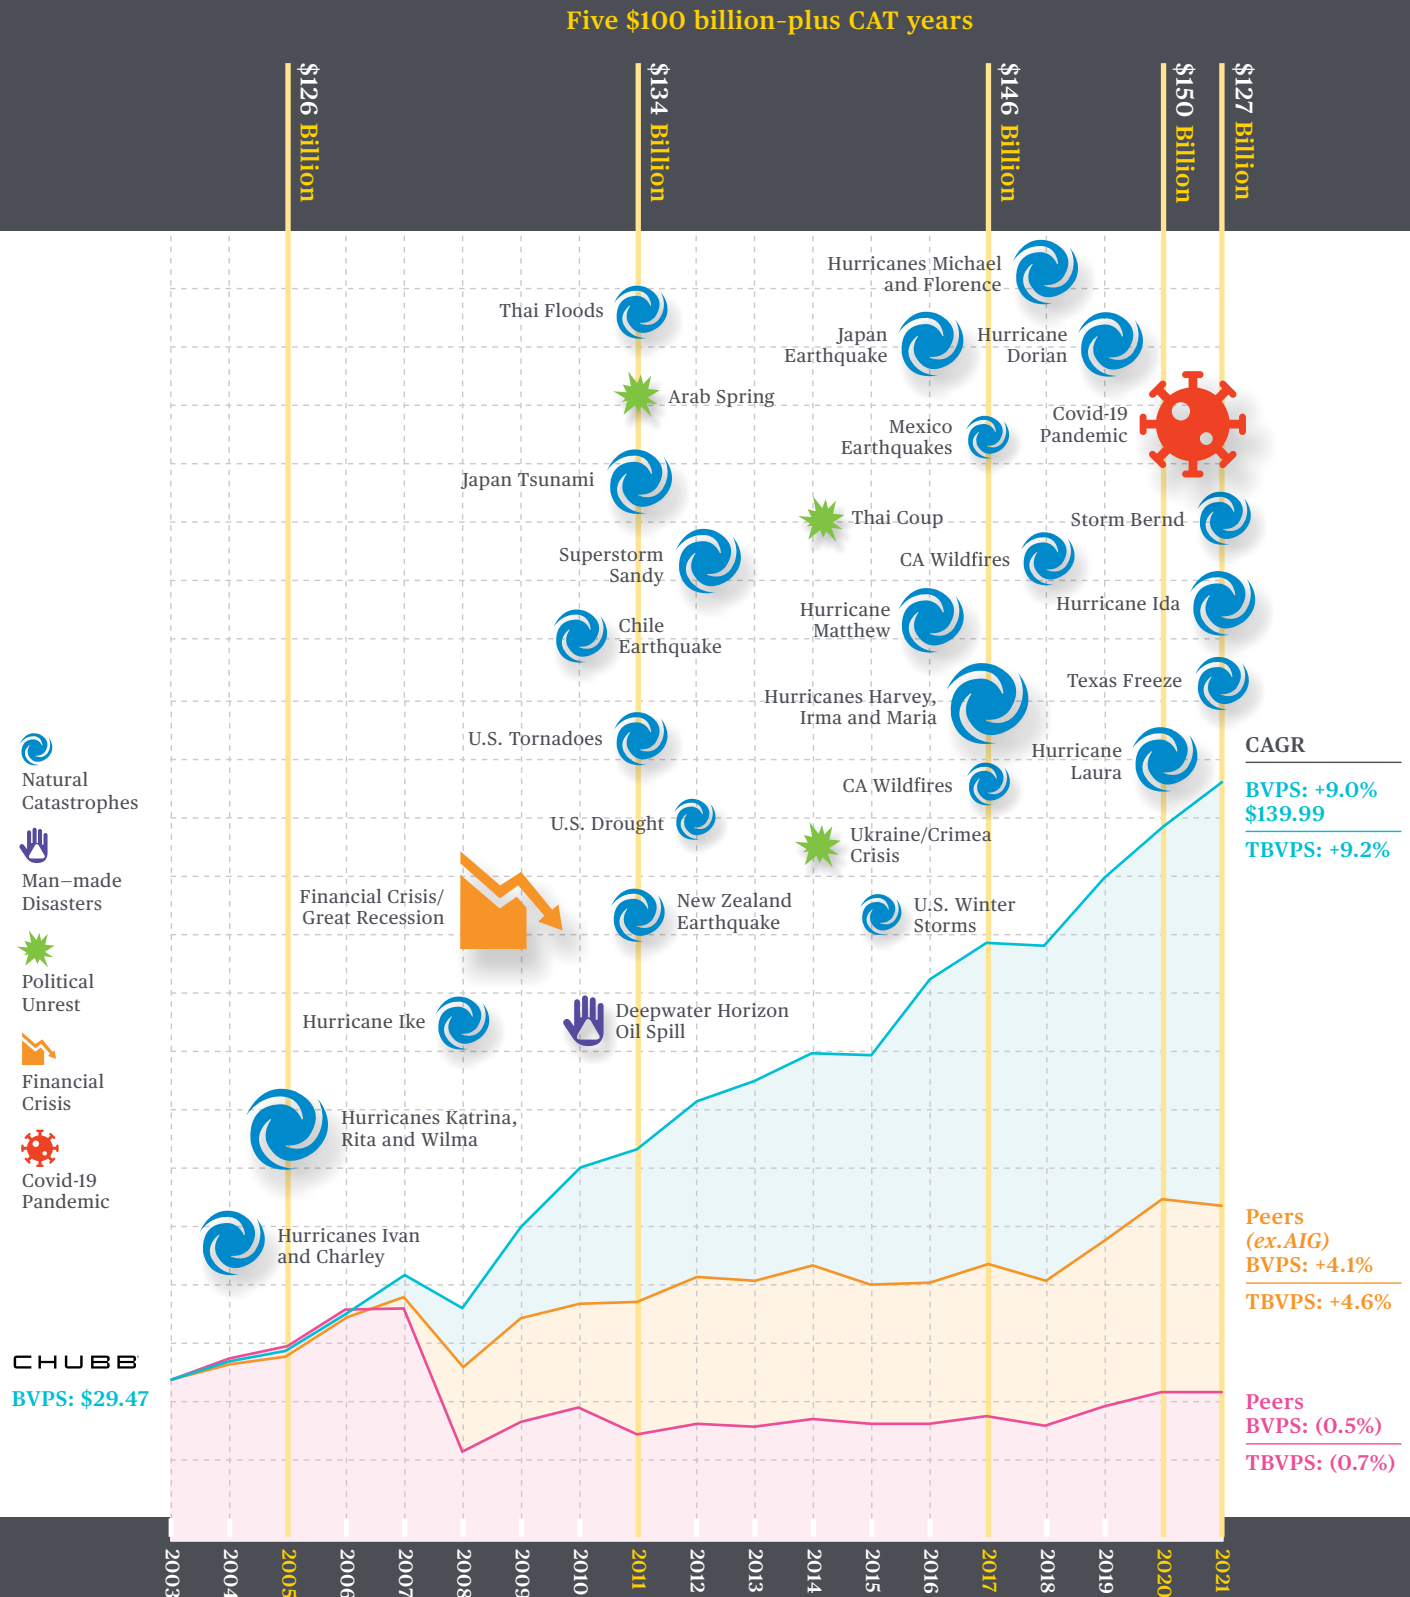 Five $100 billion-plus CAT years
$126 Billion
$134 Billion
$146 Billion
$150 Billion
$127 Billion
Hurricanes Michael
and Florence
Thai Floods
Japan
Earthquake
Hurricane
Dorian
Arab Spring
Covid-19
Pandemic
Mexico
Earthquakes
Japan Tsunami
Thai Coup
Storm Bernd
Superstorm
Sandy
CA Wildfires
Hurricane Ida
Hurricane
Matthew
Chile
Earthquake
Texas Freeze
Hurricanes Harvey,
Irma and Maria
U.S. Tornadoes
Hurricane
Laura
CA Wildfires
U.S. Drought
Ukraine/Crimea
Crisis
Financial Crisis/
Great Recession
New Zealand
Earthquake
U.S. Winter
Storms
Hurricane Ike
Deepwater Horizon
Oil Spill
Hurricanes Katrina,
Rita and Wilma
Hurricanes Ivan
and Charley
Natural
Catastrophes
Man–made
Disasters
Political
Unrest
Financial
Crisis
Covid-19
Pandemic
CHUBB
BVPS: $29.47
CAGR
BVPS: +9.0%
$139.99
TBVPS: +9.2%
Peers
(ex.AIG)
BVPS: +4.1%
TBVPS: +4.6%
Peers
BVPS: (0.5%)
TBVPS: (0.7%)
2003
2004
2005
2006
2007
2008
2009
2010
2011
2012
2013
2014
2015
2016
2017
2018
2019
2020
2021